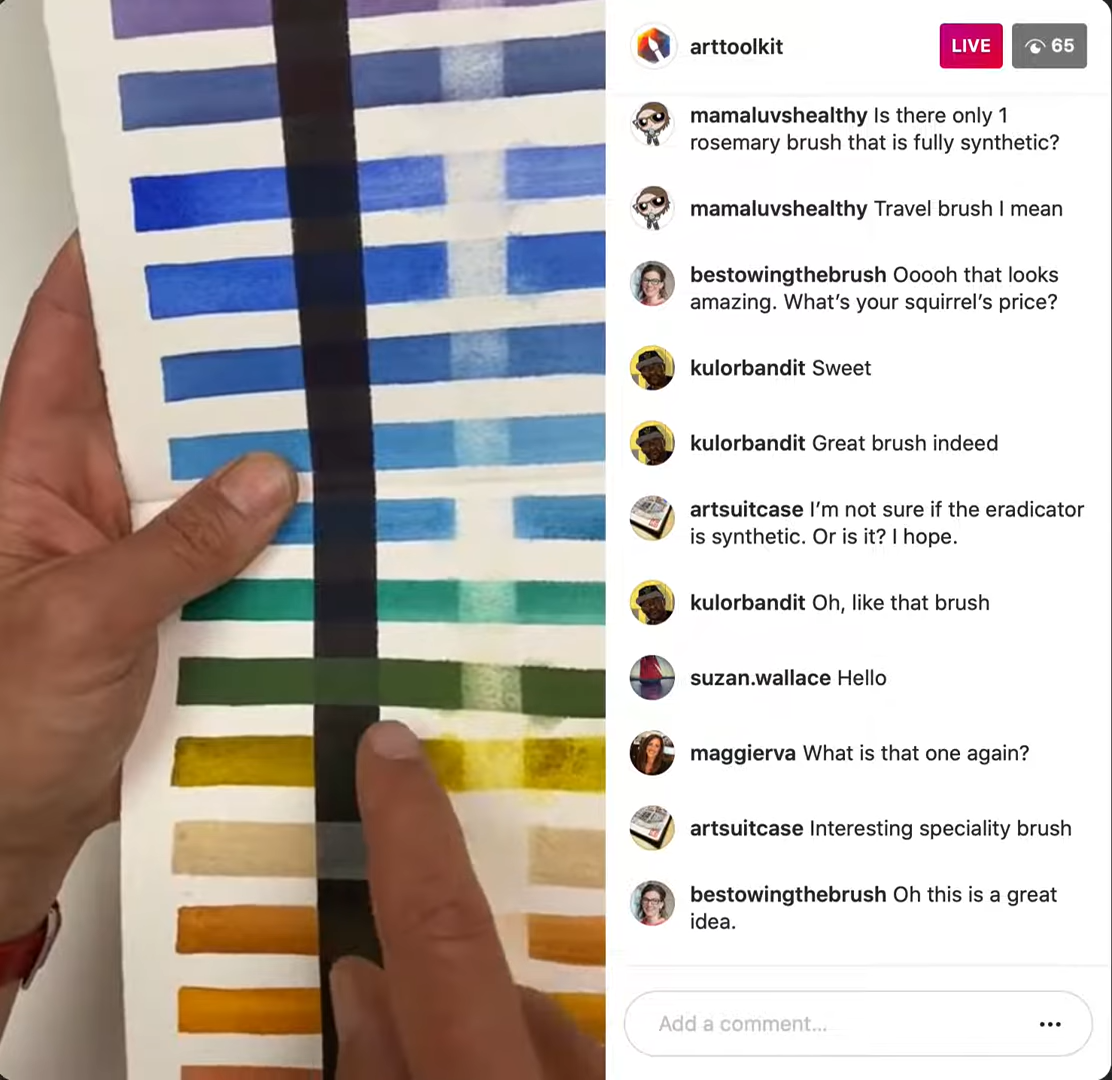 arttoolkit
LIVE
65
mamaluvshealthy Is there only 1
rosemary brush that is fully synthetic?
mamaluvshealthy Travel brush I mean
bestowingthebrush Ooooh that looks
amazing. What's your squirrel's price?
kulorbandit Sweet
kulorbandit Great brush indeed
artsuitcase I'm not sure if the eradicator
is synthetic. Or is it? I hope.
kulorbandit Oh, like that brush
suzan.wallace Hello
maggierva What is that one again?
artsuitcase Interesting speciality brush
bestowingthebrush Oh this is a great
idea.
Add a comment...